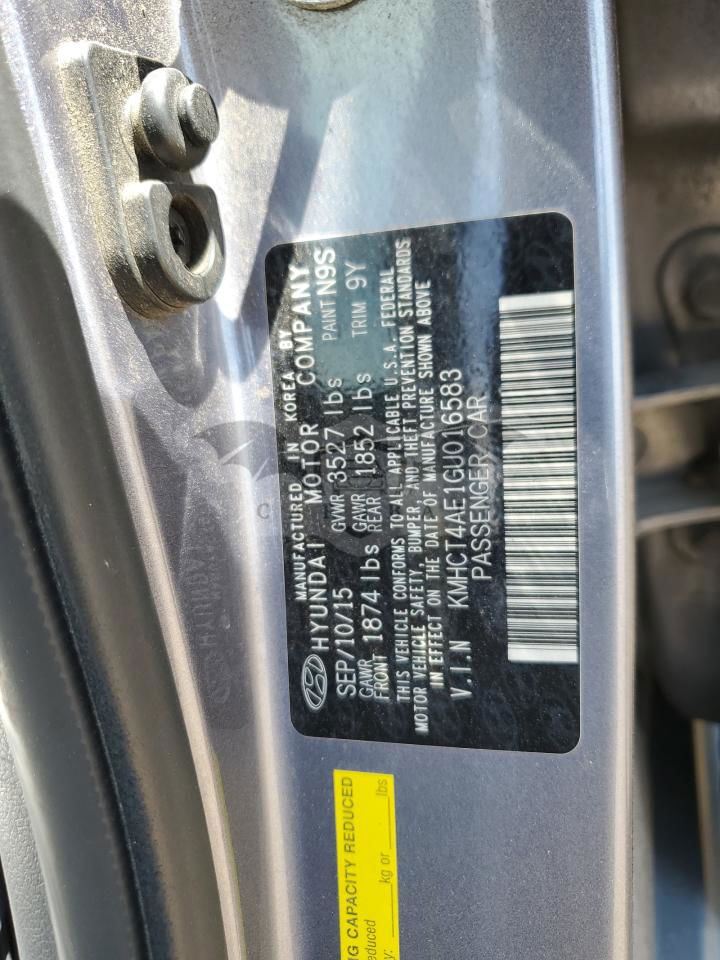 MANUFACTURED IN KOREA BY
HYUNDAI MOTOR COMPANY
SEP/10/15 GVWR 3527 lbs PAINT N9S
GAWR FRONT 1874 lbs GAWR REAR 1852 lbs TRIM 9Y
THIS VEHICLE CONFORMS TO ALL APPLICABLE U.S.A. FEDERAL
MOTOR VEHICLE SAFETY, BUMPER, AND THEFT PREVENTION STANDARDS
IN EFFECT ON THE DATE OF MANUFACTURE SHOWN ABOVE
V.I.N KMHCT4AE1GU016583
PASSENGER CAR
CAPACITY REDUCED
kg or lbs